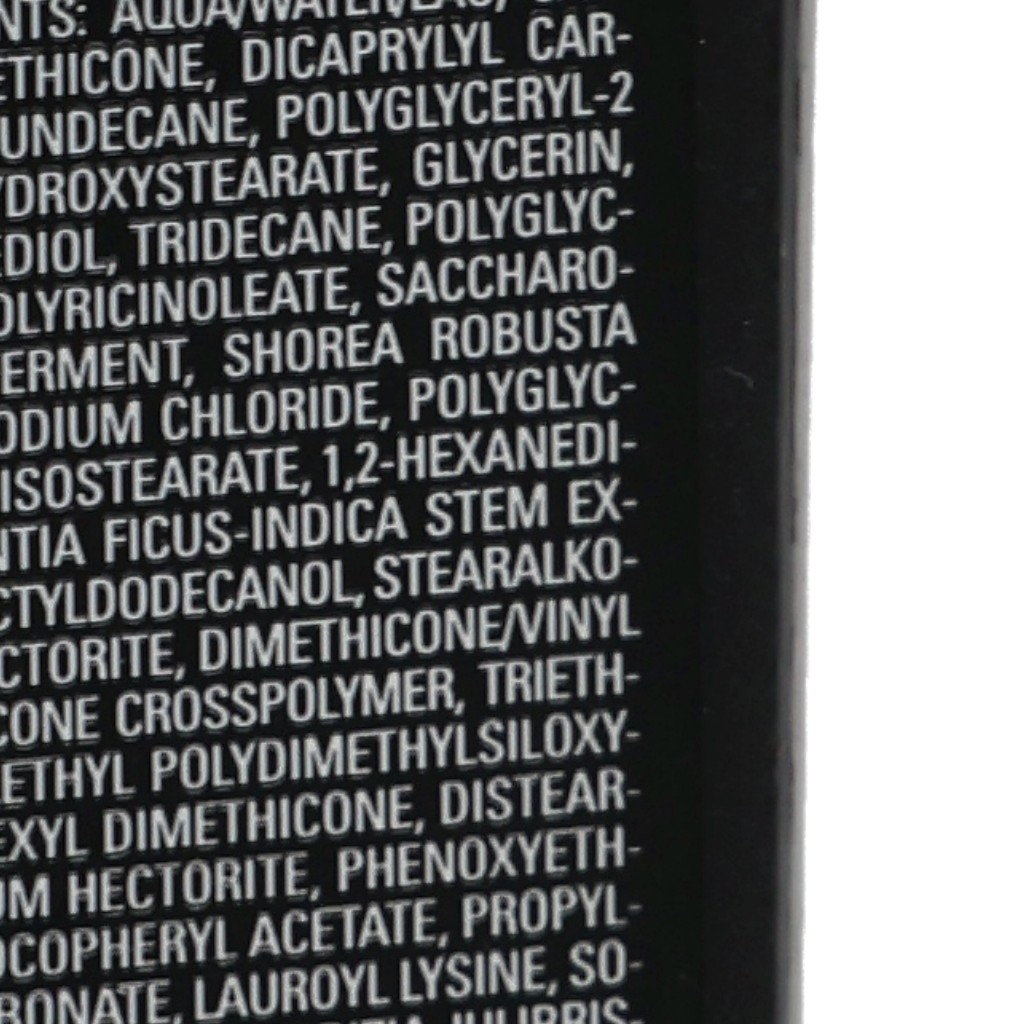 NTS: AQUA/WATER/EAU,
ETHICONE, DICAPRYLYL CAR-
UNDECANE, POLYGLYCERYL-2
YDROXYSTEARATE, GLYCERIN,
EDIOL, TRIDECANE, POLYGLYC-
OLYRICINOLEATE, SACCHARO-
ERMENT, SHOREA ROBUSTA
ODIUM CHLORIDE, POLYGLYC-
ISOSTEARATE, 1,2-HEXANEDI-
NTIA FICUS-INDICA STEM EX-
CTYLDODECANOL, STEARALKO-
CTORITE, DIMETHICONE/VINYL
CONE CROSSPOLYMER, TRIETH-
ETHYL POLYDIMETHYLSILOXY-
EXYL DIMETHICONE, DISTEAR-
UM HECTORITE, PHENOXYETH-
OCOPHERYL ACETATE, PROPYL-
RONATE, LAUROYL LYSINE, SO-
JULIBRIS-